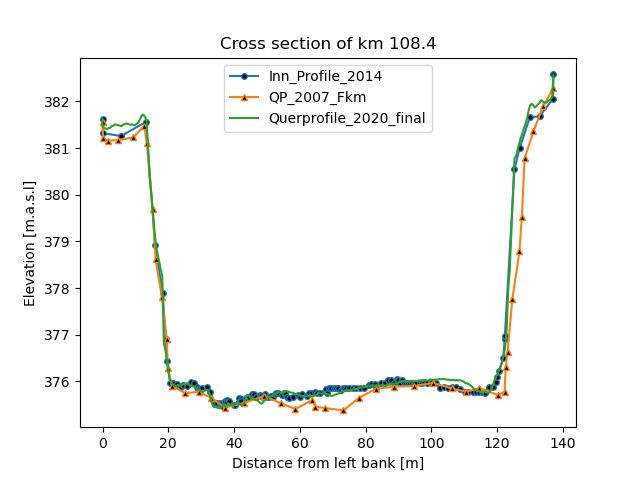 Cross section of km 108.4
Inn_Profile_2014
QP_2007_Fkm
Querprofile_2020_final
Elevation [m.a.s.l]
382
381
380
379
378
377
376
0 20 40 60 80 100 120 140
Distance from left bank [m]